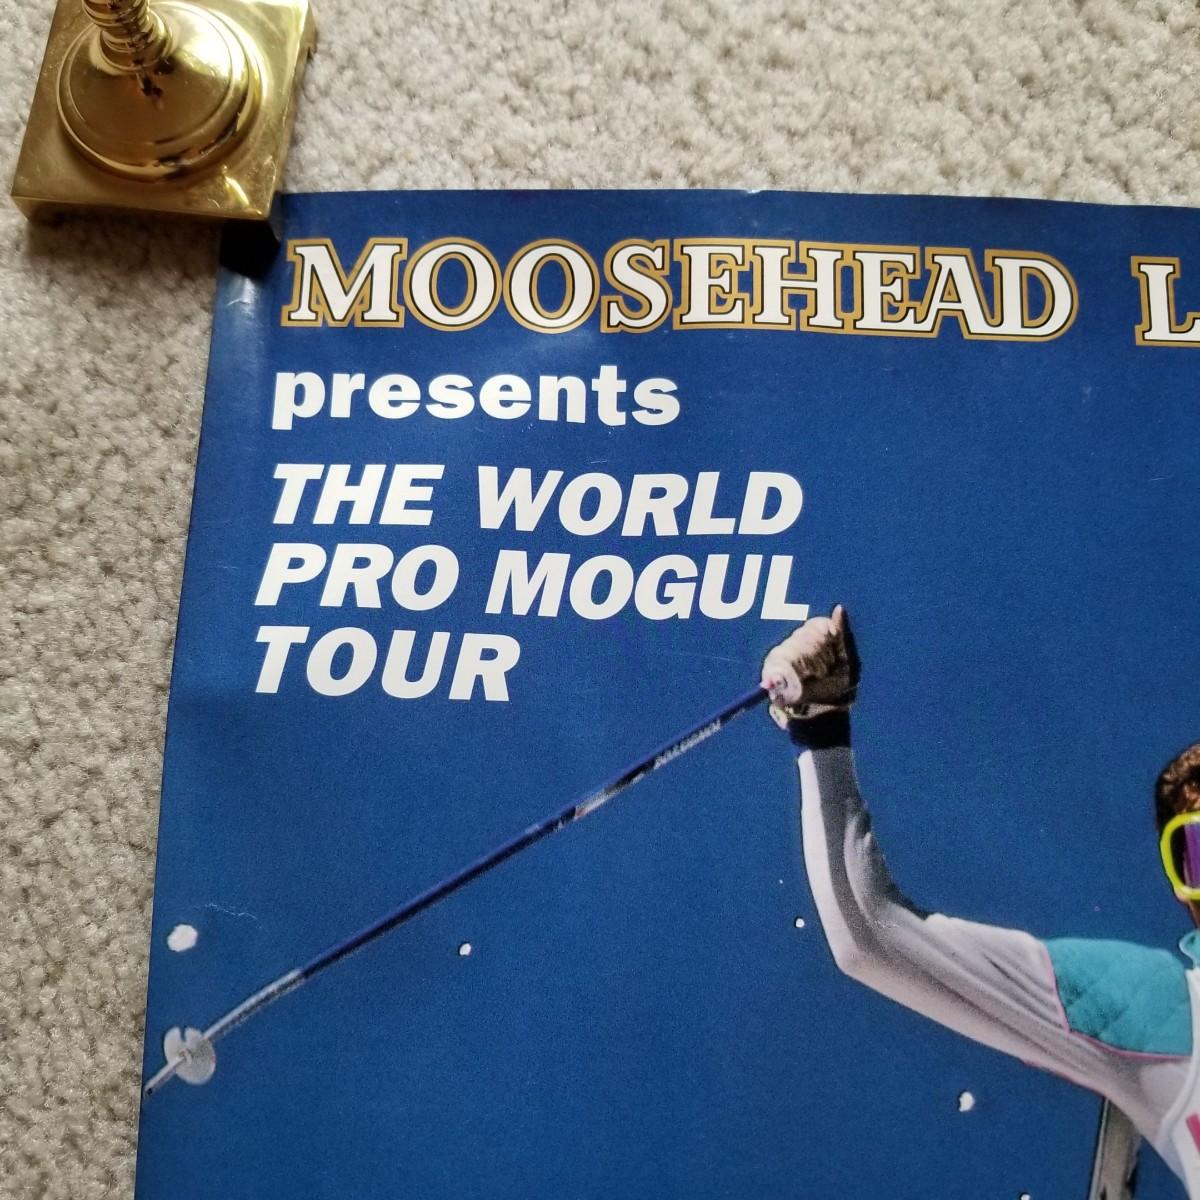 MOOSEHEAD L
presents
THE WORLD
PRO MOGUL
TOUR